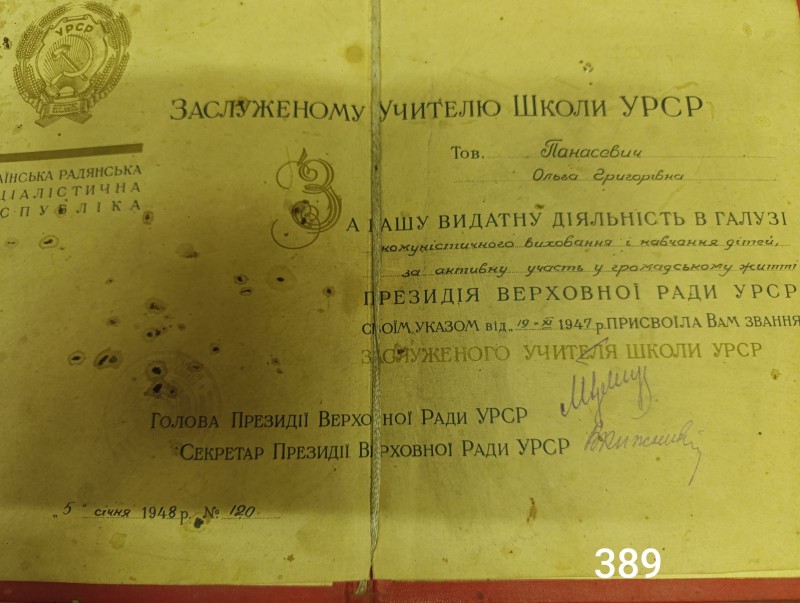 УРСР
ЗАСЛУЖЕНОМУ УЧИТЕЛЮ ШКОЛИ УРСР
АЇНСЬКА РАДЯНСЬКА
ЦІАЛІСТИЧНА
СПУБЛІКА
Тов. Панасевич
Ольга Григорівна
ЗА ВАШУ ВИДАТНУ ДІЯЛЬНІСТЬ В ГАЛУЗІ
комуністичного виховання і навчання дітей,
за активну участь у громадському житті
ПРЕЗИДІЯ ВЕРХОВНОЇ РАДИ УРСР
СВОЇМ УКАЗОМ від „19-XI 1947 р. ПРИСВОЇЛА ВАМ ЗВАННЯ
ЗАСЛУЖЕНОГО УЧИТЕЛЯ ШКОЛИ УРСР
ГОЛОВА ПРЕЗИДІЇ ВЕРХОВНОЇ РАДИ УРСР
СЕКРЕТАР ПРЕЗИДІЇ ВЕРХОВНОЇ РАДИ УРСР
„5" січня 1948 р. № 120
389